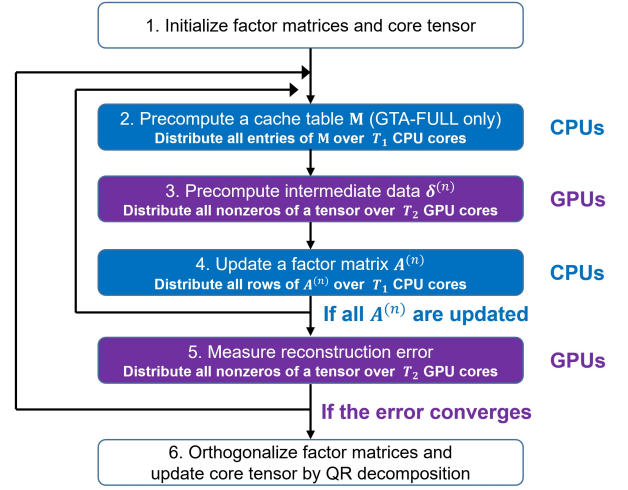 1. Initialize factor matrices and core tensor
2. Precompute a cache table M (GTA-FULL only)
Distribute all entries of M over T₁ CPU cores
CPUs
3. Precompute intermediate data δ⁽ⁿ⁾
Distribute all nonzeros of a tensor over T₂ GPU cores
GPUs
4. Update a factor matrix A⁽ⁿ⁾
Distribute all rows of A⁽ⁿ⁾ over T₁ CPU cores
CPUs
If all A⁽ⁿ⁾ are updated
5. Measure reconstruction error
Distribute all nonzeros of a tensor over T₂ GPU cores
GPUs
If the error converges
6. Orthogonalize factor matrices and
update core tensor by QR decomposition